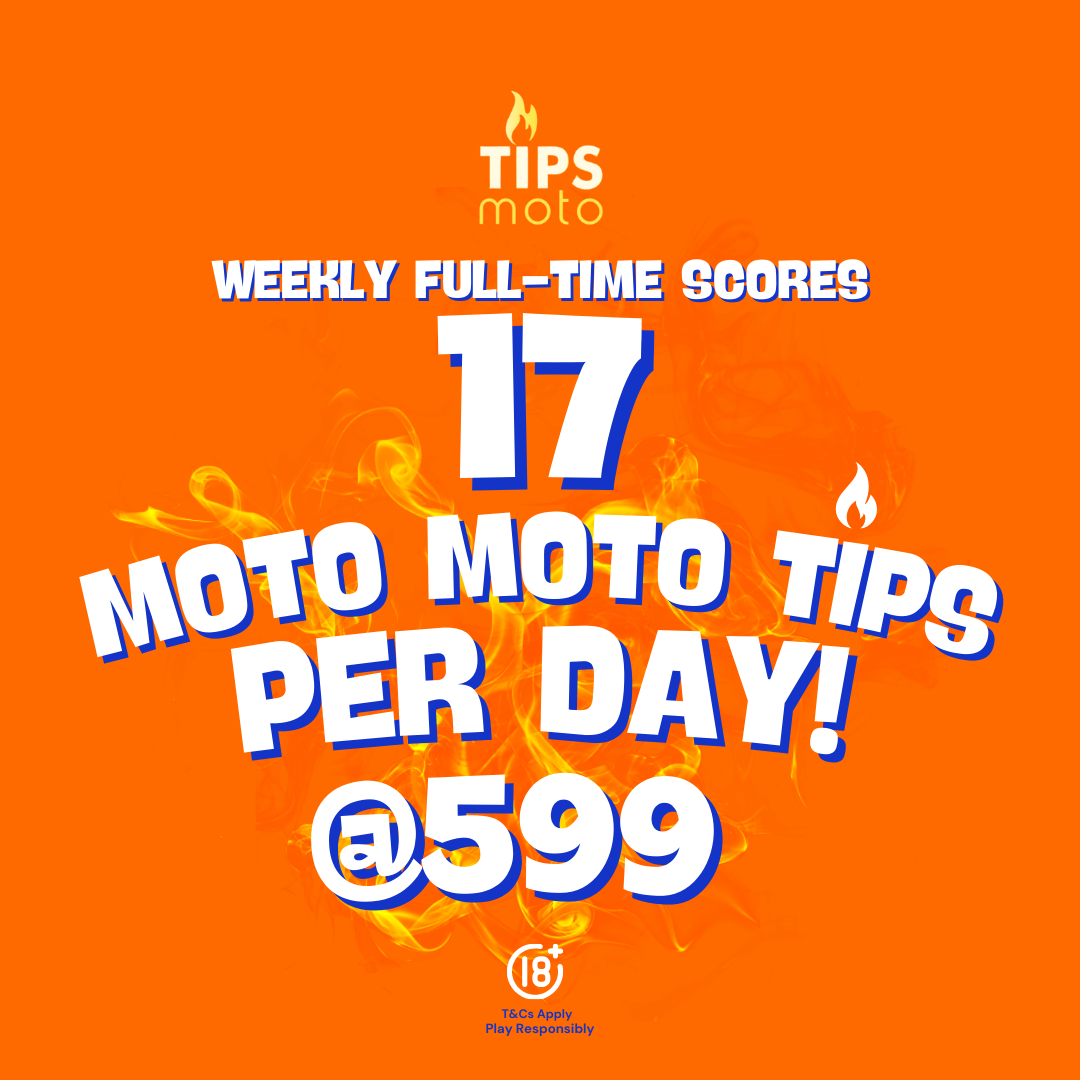 TIPS
moto
WEEKLY FULL-TIME SCORES
17
MOTO MOTO TIPS
PER DAY!
@599
18+
T&Cs Apply
Play Responsibly